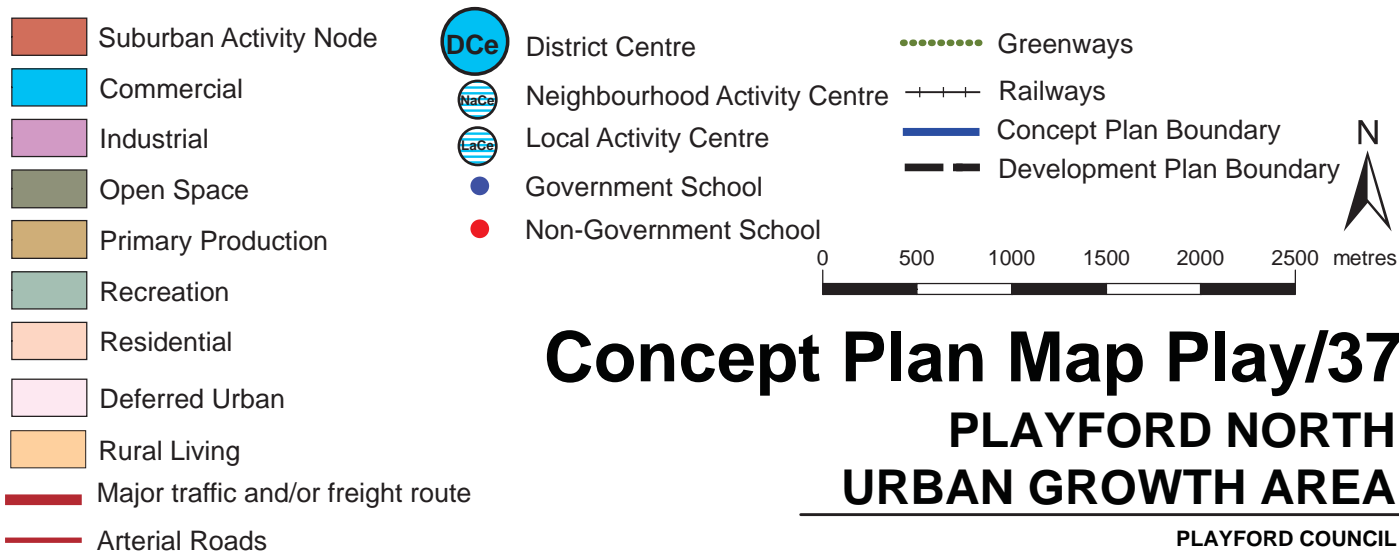 Suburban Activity Node
Commercial
Industrial
Open Space
Primary Production
Recreation
Residential
Deferred Urban
Rural Living
Major traffic and/or freight route
Arterial Roads
DCe District Centre
NaCe Neighbourhood Activity Centre
LaCe Local Activity Centre
Government School
Non-Government School
Greenways
Railways
Concept Plan Boundary
Development Plan Boundary
N
0 500 1000 1500 2000 2500 metres
Concept Plan Map Play/37
PLAYFORD NORTH
URBAN GROWTH AREA
PLAYFORD COUNCIL